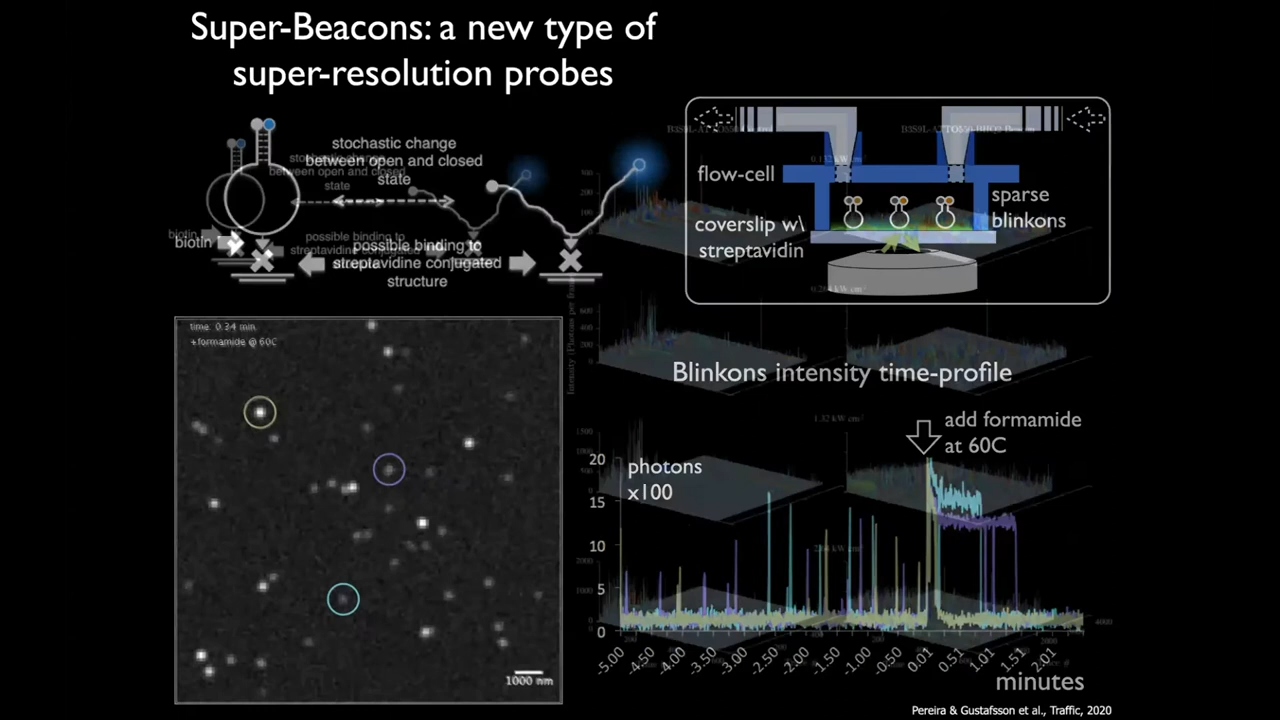 Super-Beacons: a new type of
super-resolution probes
stochastic change
between open and closed
state
biotin
biotin
possible binding to
streptavidine conjugated
structure
flow-cell
coverslip w\
streptavidin
sparse
blinkons
time: 0.34 min
+formamide @ 60C
1000 nm
Blinkons intensity time-profile
add formamide
at 60C
photons
x100
20
15
10
5
0
-5.00
-4.50
-4.00
-3.50
-3.00
-2.50
-2.00
-1.50
-1.00
-0.50
0.01
0.51
1.01
1.51
2.01
minutes
Pereira & Gustafsson et al., Traffic, 2020